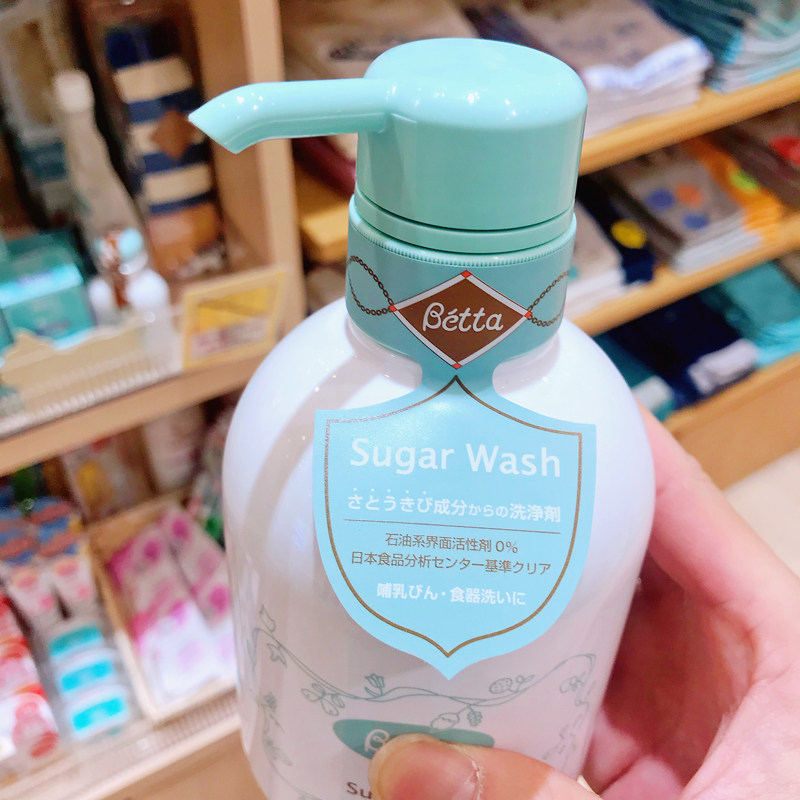 Bétta
Sugar Wash
さとうきび成分からの洗浄剤
石油系界面活性剤0%
日本食品分析センター基準クリア
哺乳びん・食器洗いに
Su